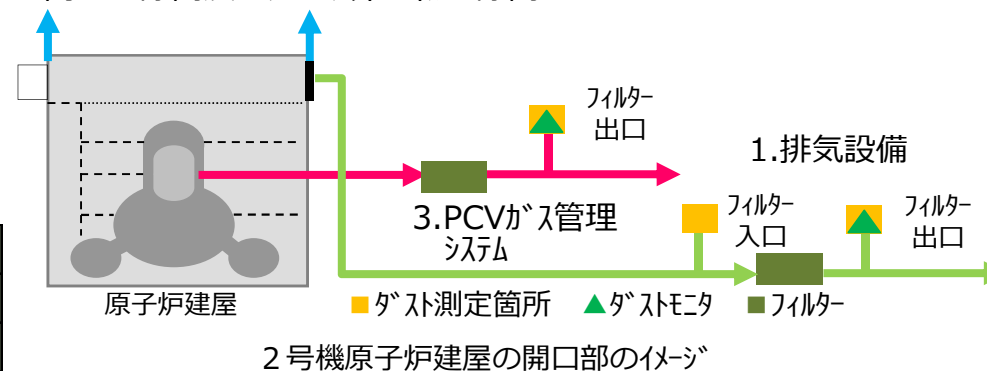 フィルター
出口
1.排気設備
3.PCVガス管理
システム
フィルター
入口
フィルター
出口
原子炉建屋
■ダスト測定箇所 ▲ダストモニタ ■フィルター
２号機原子炉建屋の開口部のイメージ